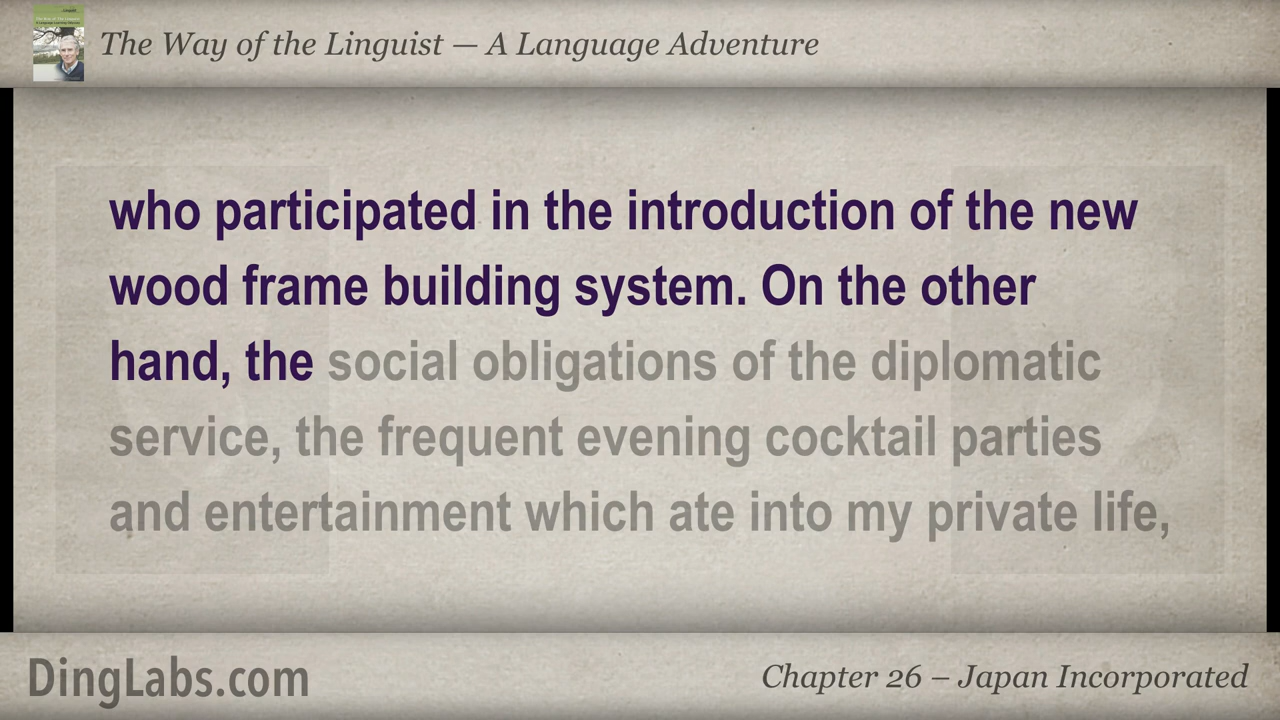 The Way of the Linguist — A Language Adventure
who participated in the introduction of the new
wood frame building system. On the other
hand, the social obligations of the diplomatic
service, the frequent evening cocktail parties
and entertainment which ate into my private life,
DingLabs.com
Chapter 26 – Japan Incorporated